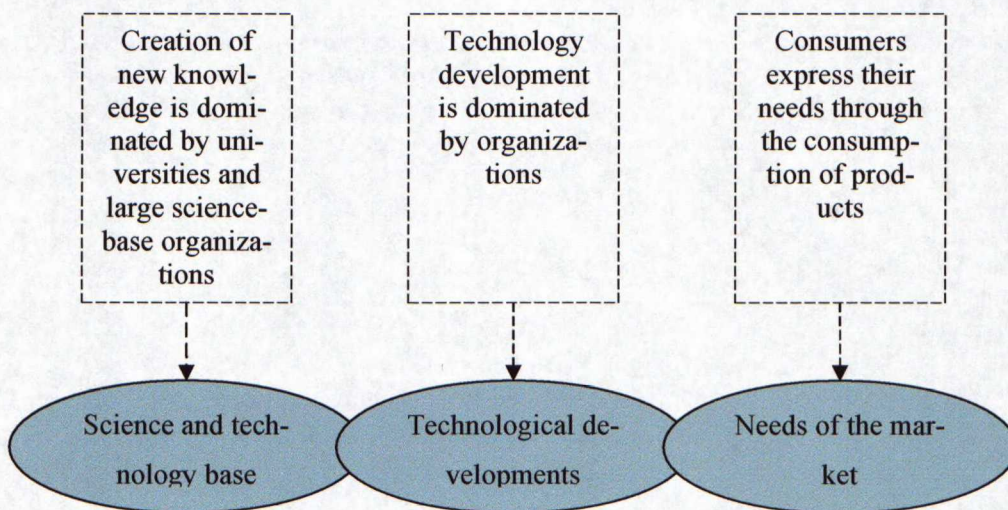 Creation of
new knowl-
edge is domi-
nated by uni-
versities and
large science-
base organiza-
tions
Technology
development
is dominated
by organiza-
tions
Consumers
express their
needs through
the consump-
tion of prod-
ucts
Science and tech-
nology base
Technological de-
velopments
Needs of the mar-
ket